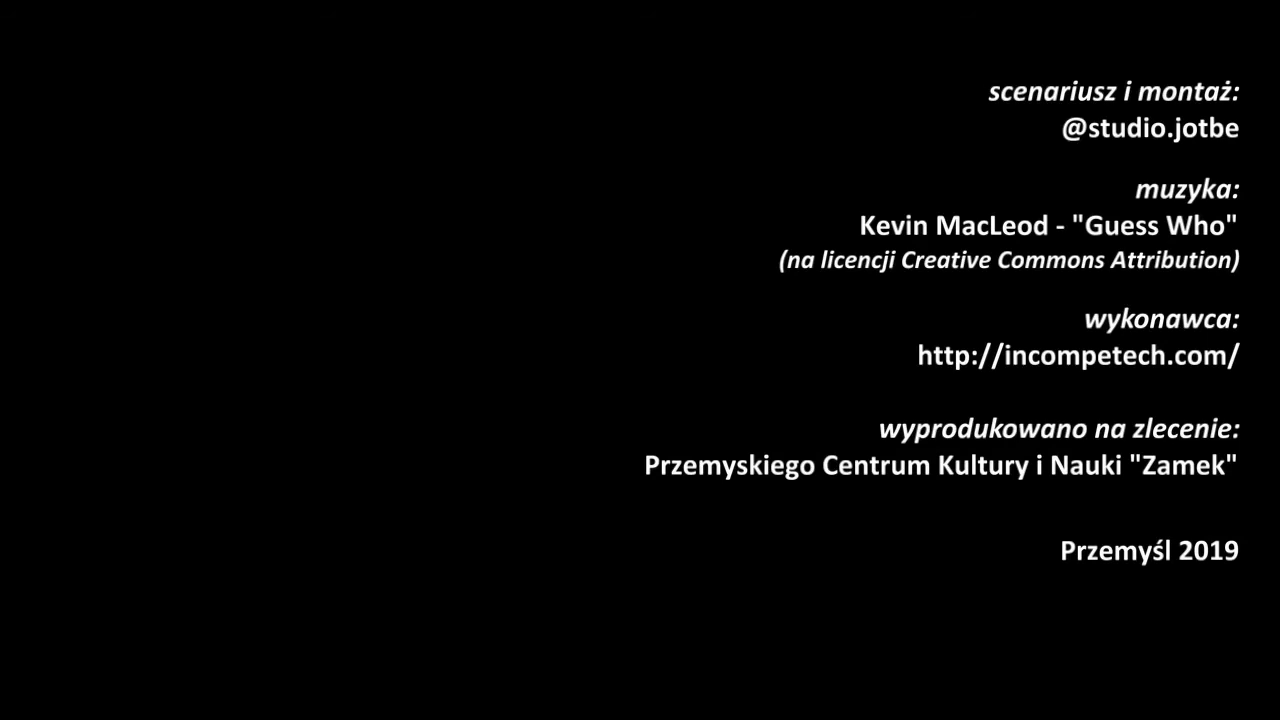 scenariusz i montaż:
@studio.jotbe
muzyka:
Kevin MacLeod - "Guess Who"
(na licencji Creative Commons Attribution)
wykonawca:
http://incompetech.com/
wyprodukowano na zlecenie:
Przemyskiego Centrum Kultury i Nauki "Zamek"
Przemyśl 2019